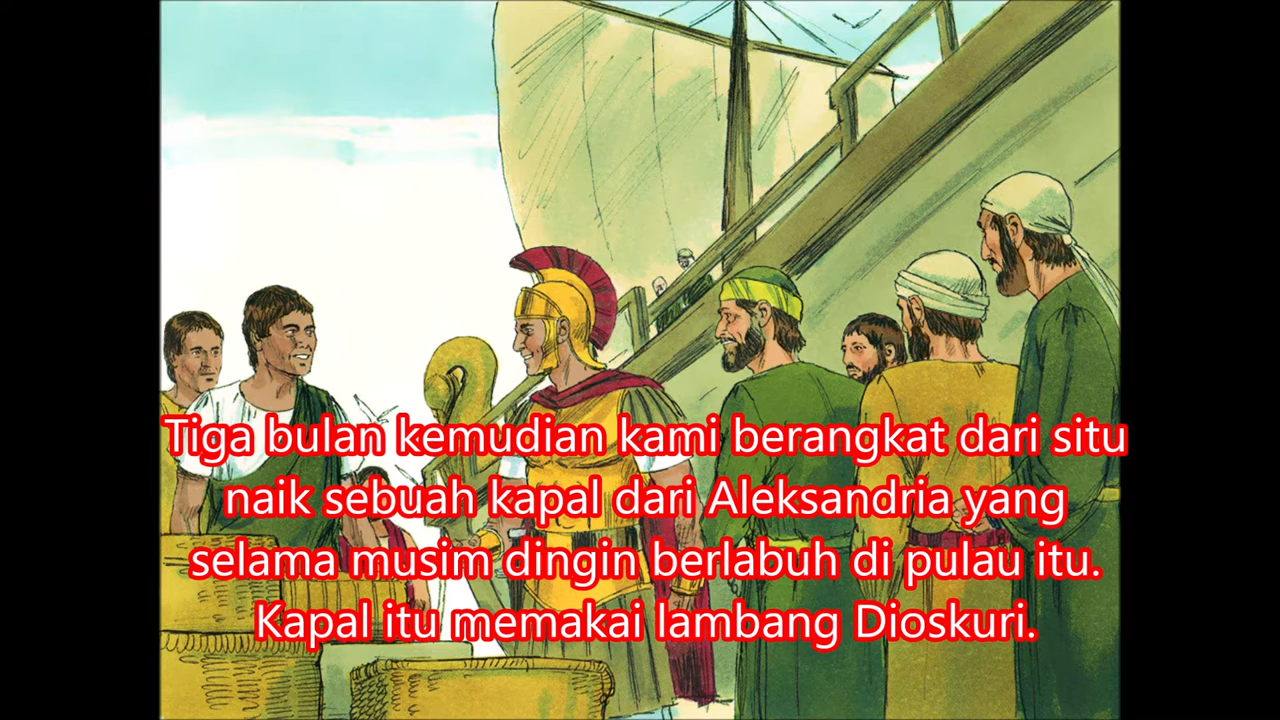 Tiga bulan kemudian kami berangkat dari situ
naik sebuah kapal dari Aleksandria yang
selama musim dingin berlabuh di pulau itu.
Kapal itu memakai lambang Dioskuri.